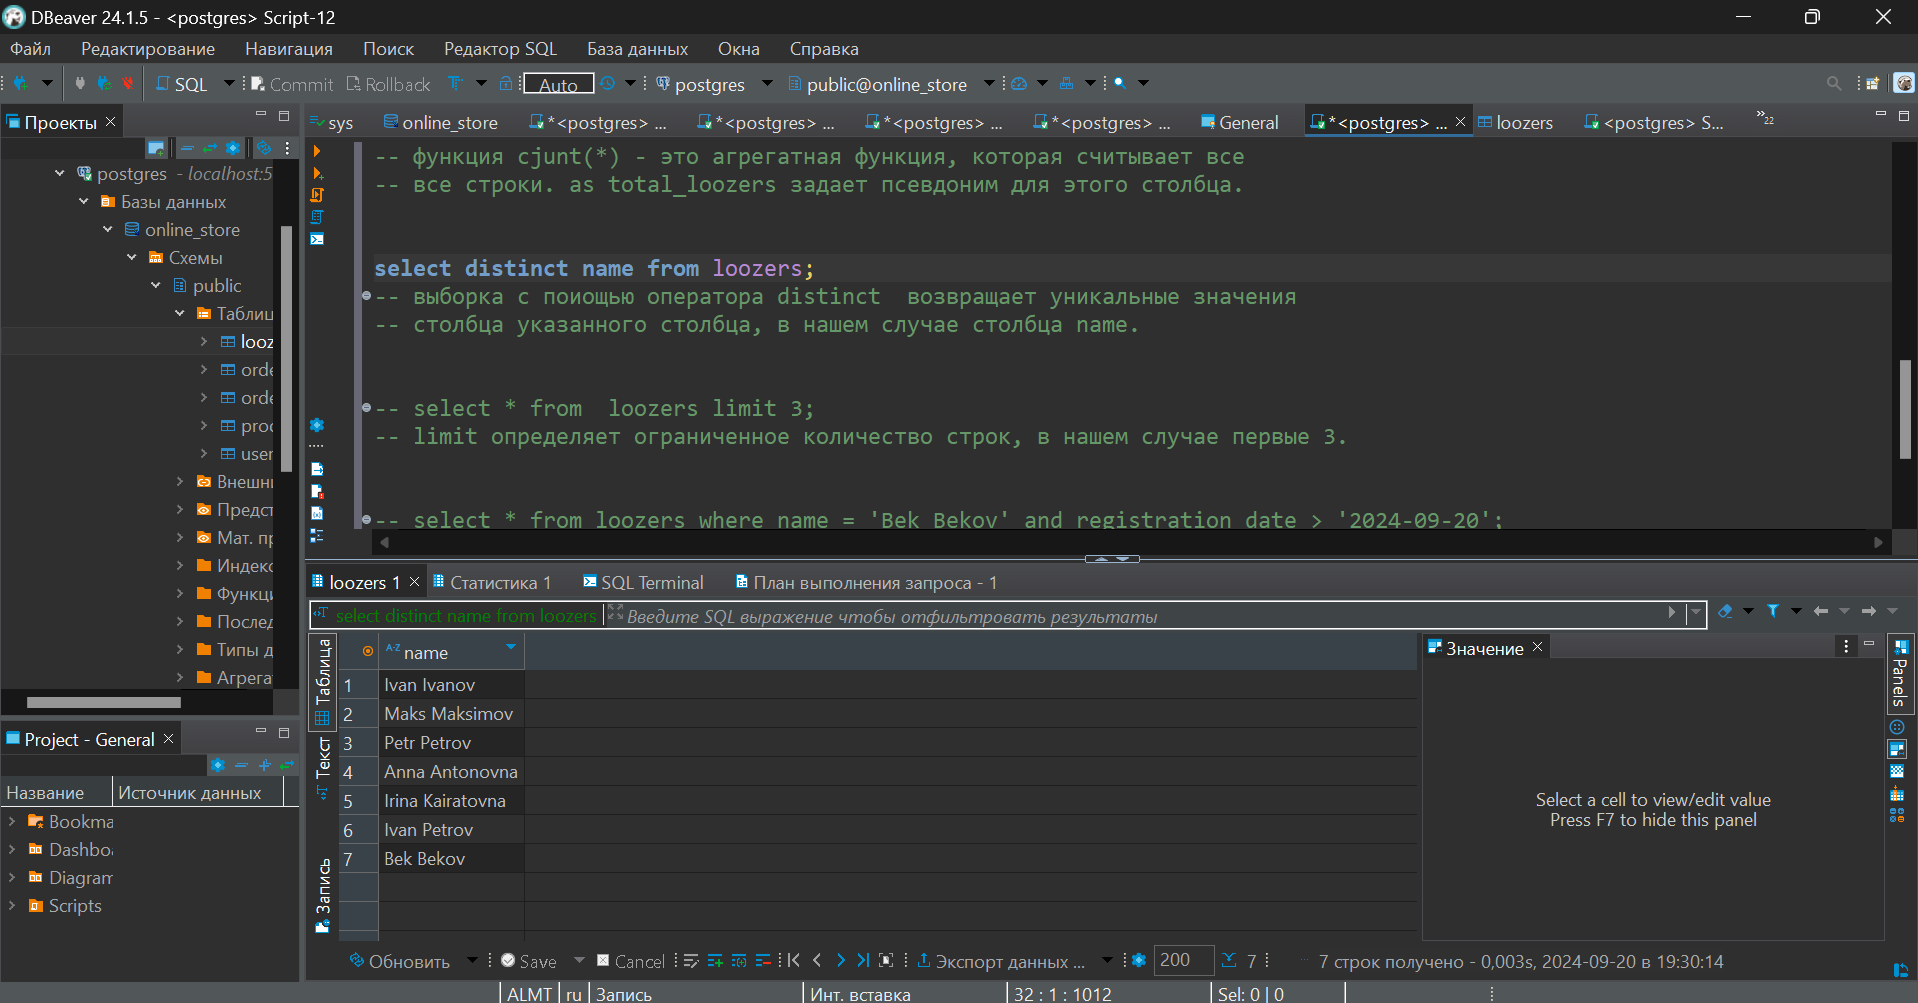 DBeaver 24.1.5 - <postgres> Script-12
Файл Редактирование Навигация Поиск Редактор SQL База данных Окна Справка
SQL Commit Rollback Auto postgres public@online_store
Проекты
postgres - localhost:5
Базы данных
online_store
Схемы
public
Таблиц
looz
orde
orde
prod
user
Внешн
Предст
Мат. пр
Индекс
Функци
Послед
Типы д
Агрега
Project - General
Название Источник данных
Bookma
Dashbo
Diagram
Scripts
sys online_store *<postgres> ... *<postgres> ... *<postgres> ... *<postgres> ... General *<postgres> ... loozers <postgres> S... »22
-- функция cjunt(*) - это агрегатная функция, которая считывает все
-- все строки. as total_loozers задает псевдоним для этого столбца.
select distinct name from loozers;
-- выборка с поиощью оператора distinct  возвращает уникальные значения
-- столбца указанного столбца, в нашем случае столбца name.
-- select * from  loozers limit 3;
-- limit определяет ограниченное количество строк, в нашем случае первые 3.
-- select * from loozers where name = 'Bek Bekov' and registration_date > '2024-09-20';
loozers 1 Статистика 1 SQL Terminal План выполнения запроса - 1
select distinct name from loozers Введите SQL выражение чтобы отфильтровать результаты
Таблица
Текст
Запись
A-Z name
1 Ivan Ivanov
2 Maks Maksimov
3 Petr Petrov
4 Anna Antonovna
5 Irina Kairatovna
6 Ivan Petrov
7 Bek Bekov
Значение
Select a cell to view/edit value
Press F7 to hide this panel
Panels
Обновить Save Cancel Экспорт данных ... 200 7 7 строк получено - 0,003s, 2024-09-20 в 19:30:14
ALMT ru Запись Инт. вставка 32 : 1 : 1012 Sel: 0 | 0